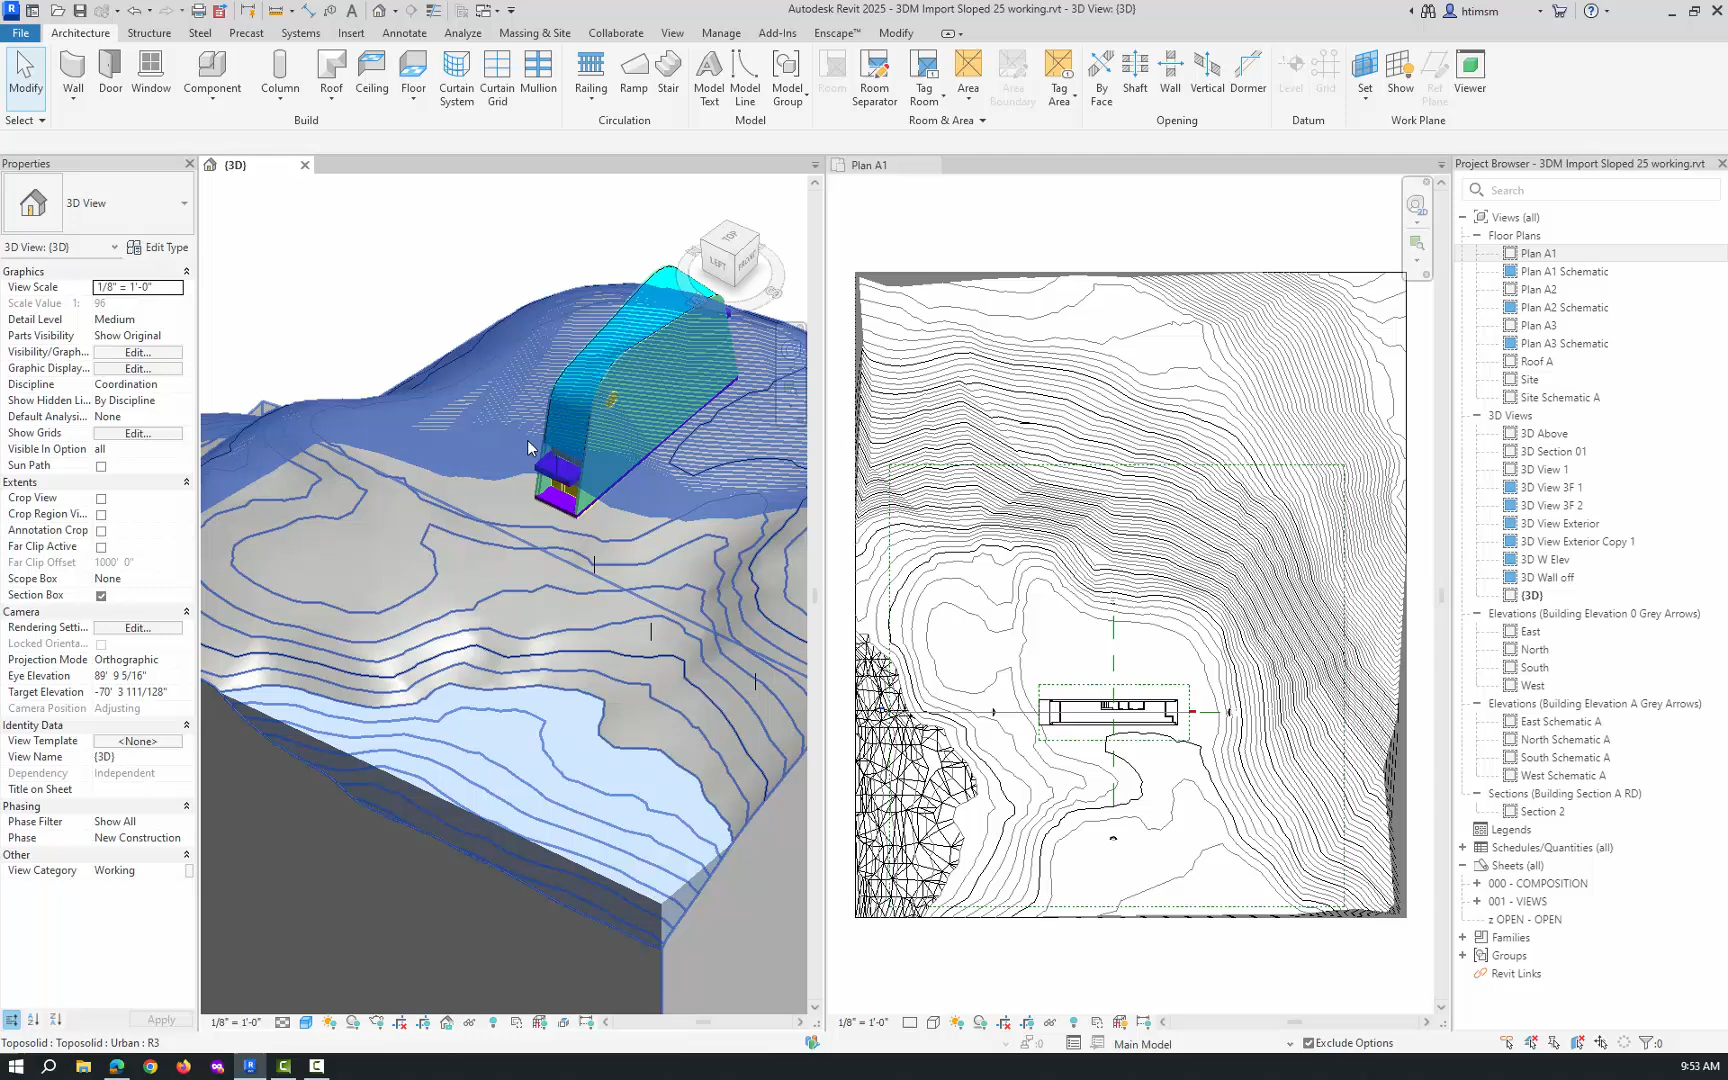 Autodesk Revit 2025 - 3DM Import Sloped 25 working.rvt - 3D View: {3D}
htimsm
File
Architecture
Structure
Steel
Precast
Systems
Insert
Annotate
Analyze
Massing & Site
Collaborate
View
Manage
Add-Ins
Enscape™
Modify
Modify
Wall
Door
Window
Component
Column
Roof
Ceiling
Floor
Curtain System
Curtain Grid
Mullion
Railing
Ramp
Stair
Model Text
Model Line
Model Group
Room
Room Separator
Tag Room
Area
Area Boundary
Tag Area
By Face
Shaft
Wall
Vertical
Dormer
Level
Grid
Set
Show
Ref Plane
Viewer
Select
Build
Circulation
Model
Room & Area
Opening
Datum
Work Plane
Properties
3D View
3D View: {3D}
Edit Type
Graphics
View Scale 1/8" = 1'-0"
Scale Value 1: 96
Detail Level Medium
Parts Visibility Show Original
Visibility/Graph... Edit...
Graphic Display... Edit...
Discipline Coordination
Show Hidden Li... By Discipline
Default Analysi... None
Show Grids Edit...
Visible In Option all
Sun Path
Extents
Crop View
Crop Region Vi...
Annotation Crop
Far Clip Active
Far Clip Offset 1000' 0"
Scope Box None
Section Box
Camera
Rendering Setti... Edit...
Locked Orienta...
Projection Mode Orthographic
Eye Elevation 89' 9 5/16"
Target Elevation -70' 3 111/128"
Camera Position Adjusting
Identity Data
View Template <None>
View Name {3D}
Dependency Independent
Title on Sheet
Phasing
Phase Filter Show All
Phase New Construction
Other
View Category Working
Apply
{3D}
TOP
LEFT
FRONT
1/8" = 1'-0"
Plan A1
2D
1/8" = 1'-0"
Project Browser - 3DM Import Sloped 25 working.rvt
Search
Views (all)
Floor Plans
Plan A1
Plan A1 Schematic
Plan A2
Plan A2 Schematic
Plan A3
Plan A3 Schematic
Roof A
Site
Site Schematic A
3D Views
3D Above
3D Section 01
3D View 1
3D View 3F 1
3D View 3F 2
3D View Exterior
3D View Exterior Copy 1
3D W Elev
3D Wall off
{3D}
Elevations (Building Elevation 0 Grey Arrows)
East
North
South
West
Elevations (Building Elevation A Grey Arrows)
East Schematic A
North Schematic A
South Schematic A
West Schematic A
Sections (Building Section A RD)
Section 2
Legends
Schedules/Quantities (all)
Sheets (all)
000 - COMPOSITION
001 - VIEWS
z OPEN - OPEN
Families
Groups
Revit Links
Toposolid : Toposolid : Urban : R3
:0
Main Model
Exclude Options
:0
9:53 AM